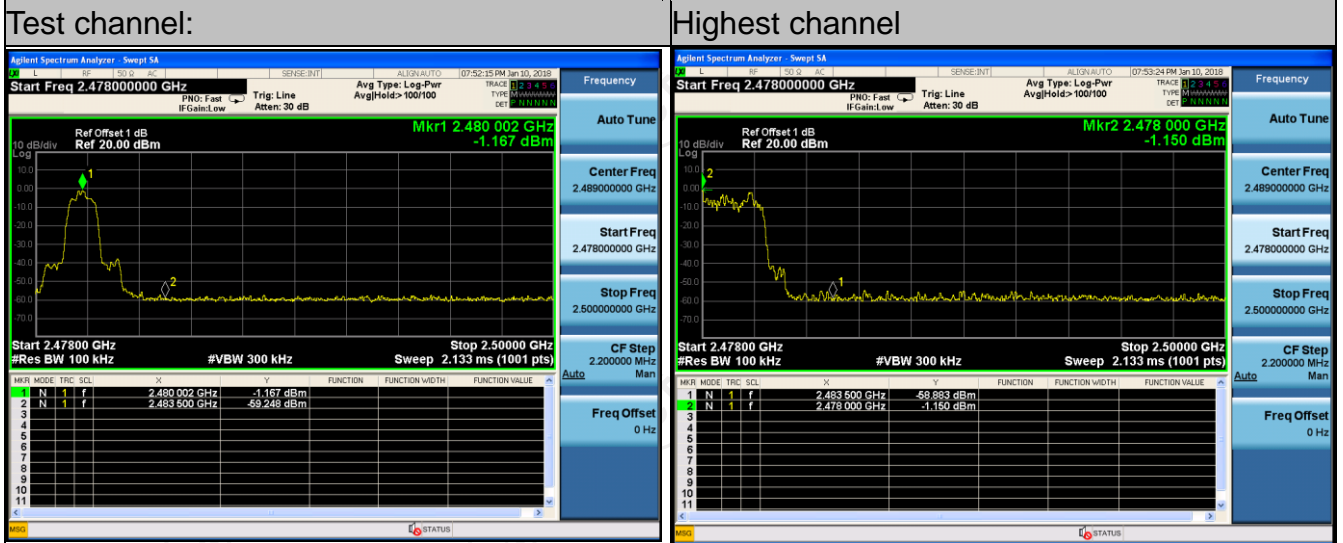 Test channel:
Highest channel
Agilent Spectrum Analyzer - Swept SA
L RF 50 Ω AC SENSE:INT ALIGNAUTO 07:52:15 PM Jan 10, 2018
Start Freq 2.478000000 GHz
PNO: Fast
IFGain:Low
Trig: Line
Atten: 30 dB
Avg Type: Log-Pwr
Avg|Hold:>100/100
TRACE 1 2 3 4 5 6
TYPE M
DET P N N N N N
Ref Offset 1 dB
10 dB/div Ref 20.00 dBm
Log
Mkr1 2.480 002 GHz
-1.167 dBm
10.0
0.00
-10.0
-20.0
-30.0
-40.0
-50.0
-60.0
-70.0
1
2
Start 2.47800 GHz Stop 2.50000 GHz
#Res BW 100 kHz #VBW 300 kHz Sweep 2.133 ms (1001 pts)
MKR MODE TRC SCL X Y FUNCTION FUNCTION WIDTH FUNCTION VALUE
1 N 1 f 2.480 002 GHz -1.167 dBm
2 N 1 f 2.483 500 GHz -59.248 dBm
3
4
5
6
7
8
9
10
11
MSG STATUS
Frequency
Auto Tune
Center Freq
2.489000000 GHz
Start Freq
2.478000000 GHz
Stop Freq
2.500000000 GHz
CF Step
2.200000 MHz
Auto Man
Freq Offset
0 Hz
Agilent Spectrum Analyzer - Swept SA
L RF 50 Ω AC SENSE:INT ALIGNAUTO 07:53:24 PM Jan 10, 2018
Start Freq 2.478000000 GHz
PNO: Fast
IFGain:Low
Trig: Line
Atten: 30 dB
Avg Type: Log-Pwr
Avg|Hold:>100/100
TRACE 1 2 3 4 5 6
TYPE M
DET P N N N N N
Ref Offset 1 dB
10 dB/div Ref 20.00 dBm
Log
Mkr2 2.478 000 GHz
-1.150 dBm
10.0
0.00
-10.0
-20.0
-30.0
-40.0
-50.0
-60.0
-70.0
2
1
Start 2.47800 GHz Stop 2.50000 GHz
#Res BW 100 kHz #VBW 300 kHz Sweep 2.133 ms (1001 pts)
MKR MODE TRC SCL X Y FUNCTION FUNCTION WIDTH FUNCTION VALUE
1 N 1 f 2.483 500 GHz -58.883 dBm
2 N 1 f 2.478 000 GHz -1.150 dBm
3
4
5
6
7
8
9
10
11
MSG STATUS
Frequency
Auto Tune
Center Freq
2.489000000 GHz
Start Freq
2.478000000 GHz
Stop Freq
2.500000000 GHz
CF Step
2.200000 MHz
Auto Man
Freq Offset
0 Hz